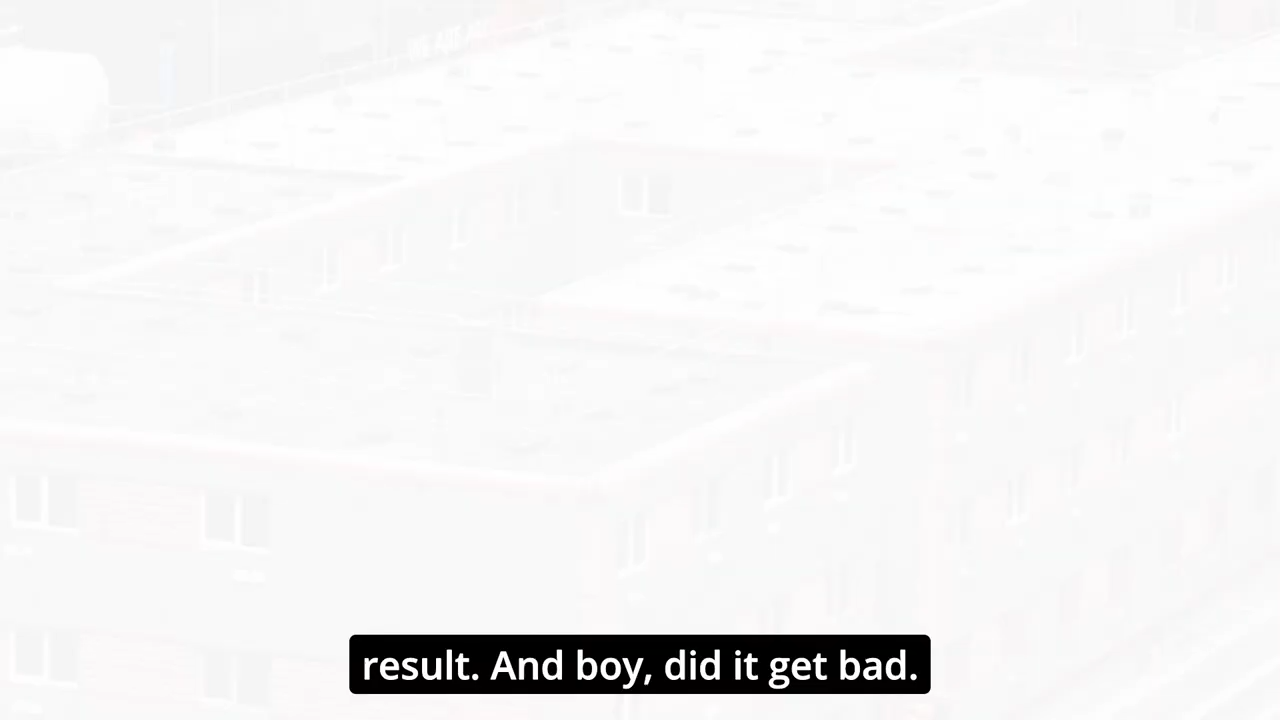 result. And boy, did it get bad.